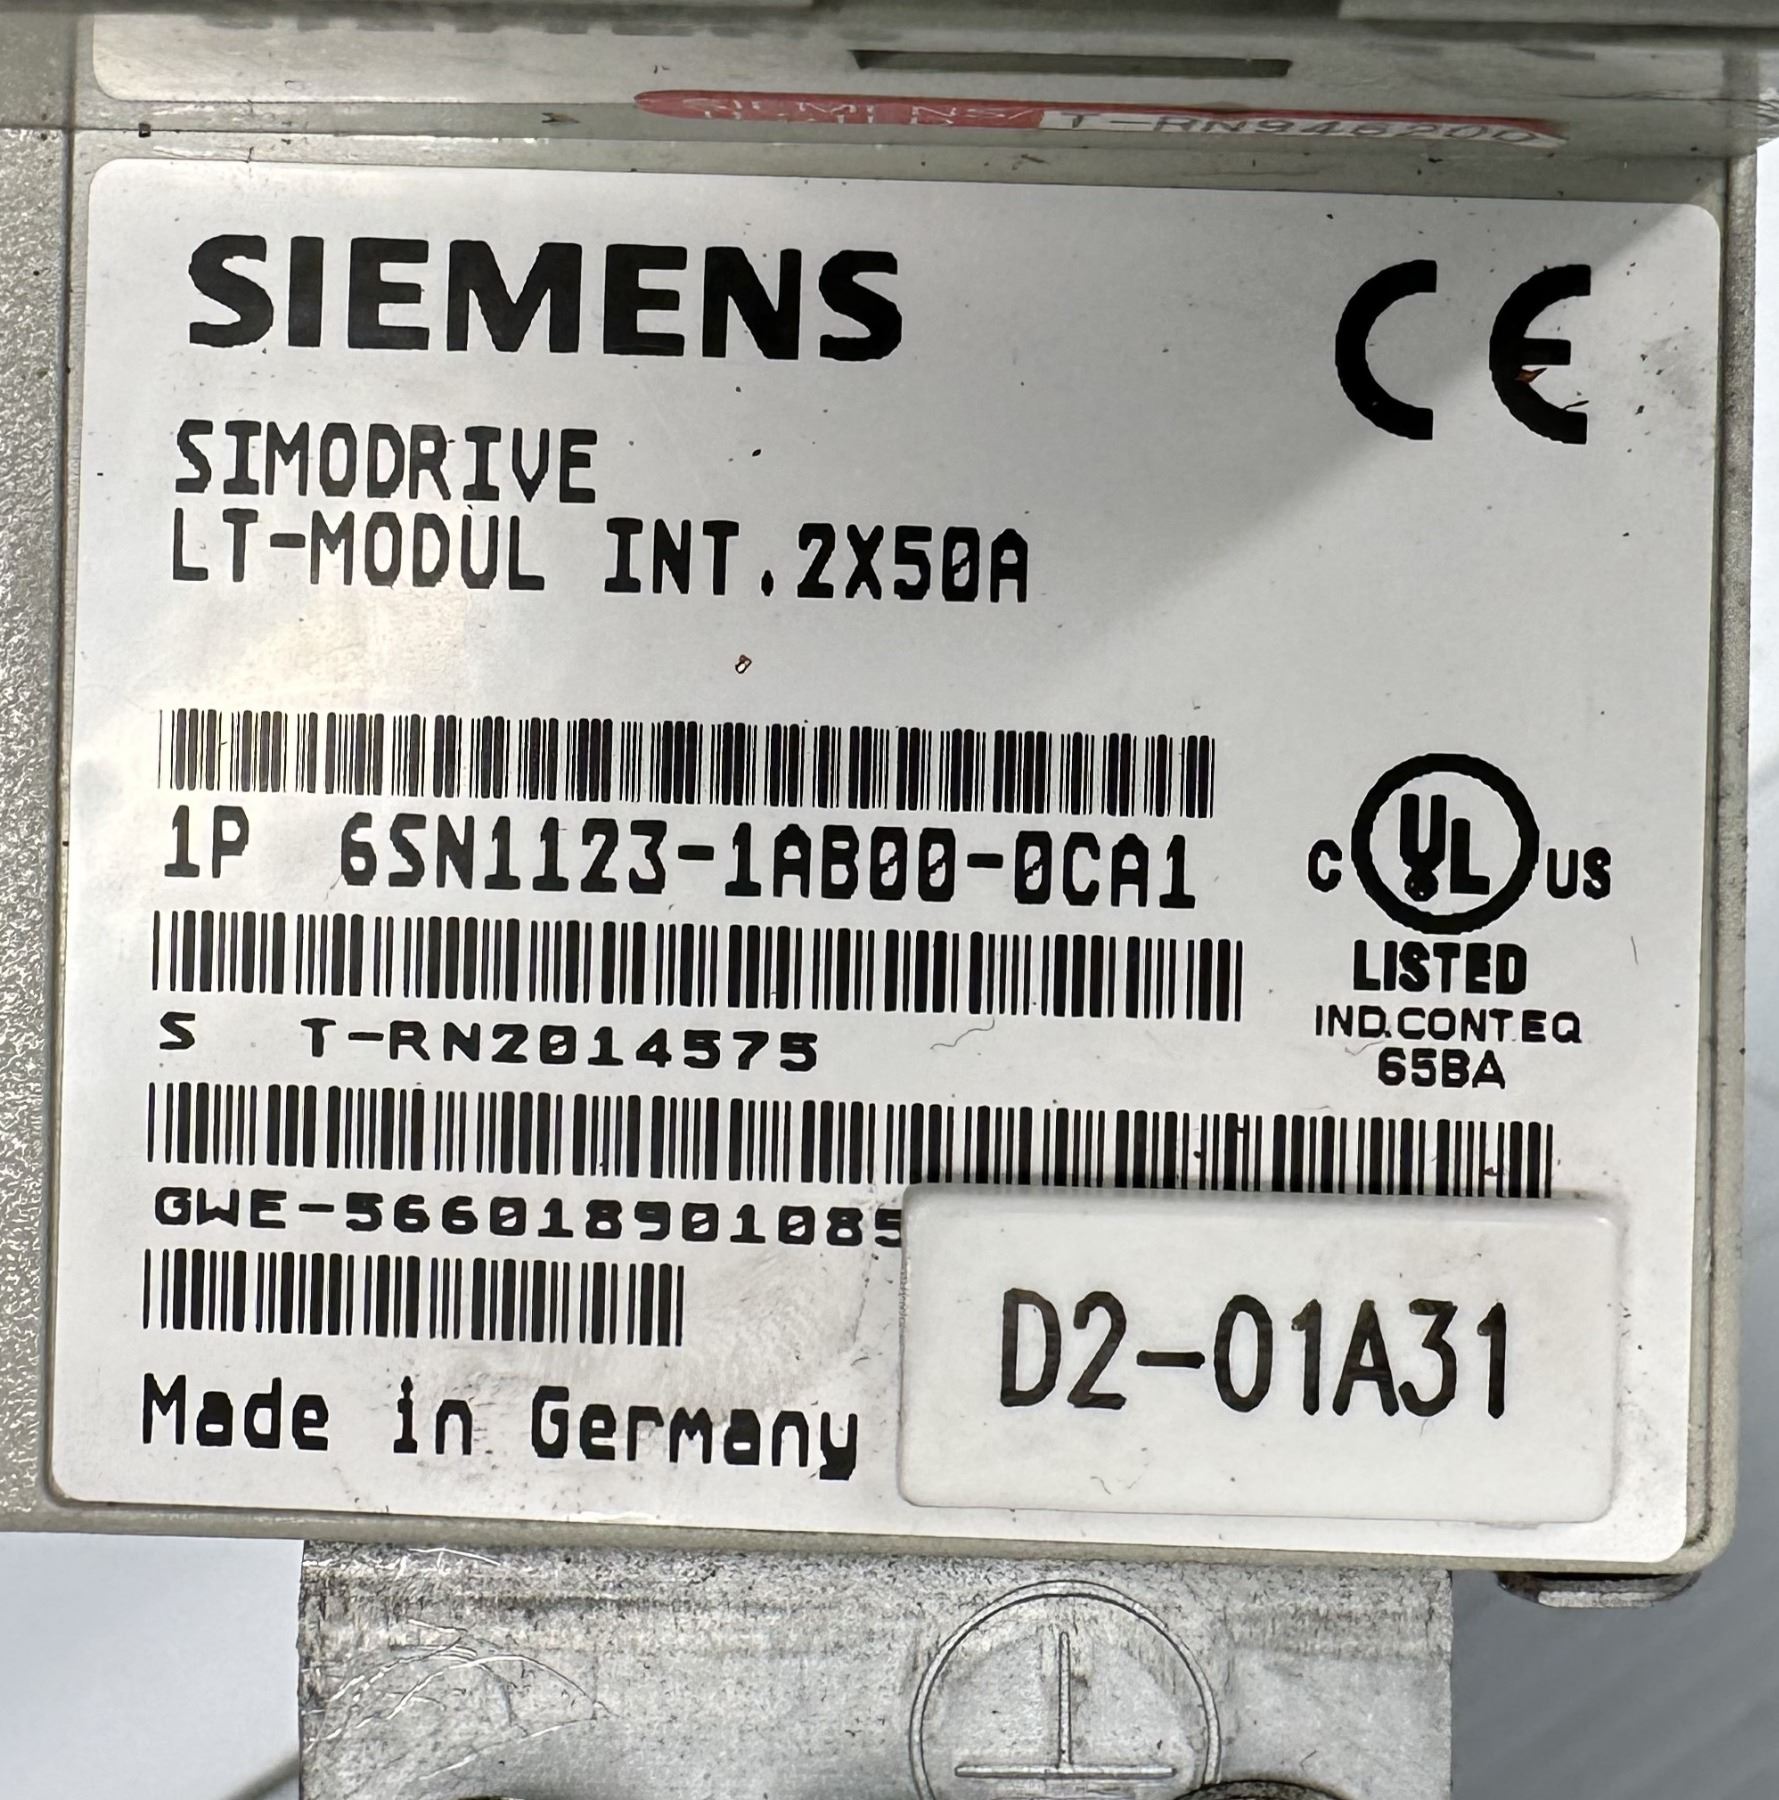 T-RN946200
SIEMENS
CE
SIMODRIVE
LT-MODUL INT.2X50A
1P 6SN1123-1AB00-0CA1
C UL US
LISTED
IND.CONT.EQ
65BA
S T-RN2014575
GWE-566018901085
D2-01A31
Made in Germany